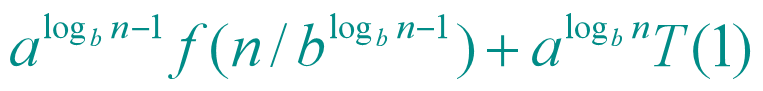 $a^{\log_b n-1} f(n/b^{\log_b n-1}) + a^{\log_b n} T(1)$